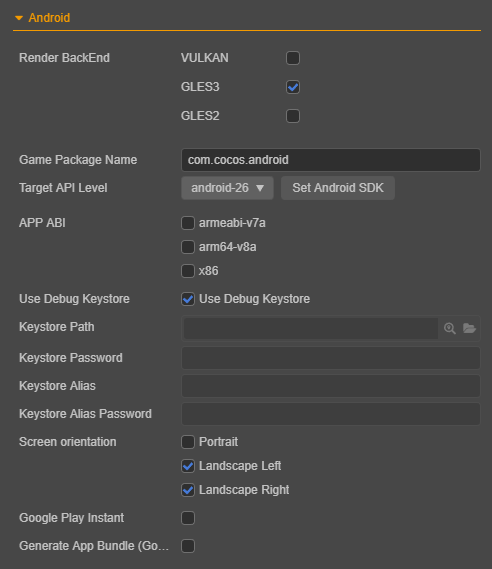 Android
Render BackEnd VULKAN
GLES3
GLES2
Game Package Name com.cocos.android
Target API Level android-26 Set Android SDK
APP ABI armeabi-v7a
arm64-v8a
x86
Use Debug Keystore Use Debug Keystore
Keystore Path
Keystore Password
Keystore Alias
Keystore Alias Password
Screen orientation Portrait
Landscape Left
Landscape Right
Google Play Instant
Generate App Bundle (Go...